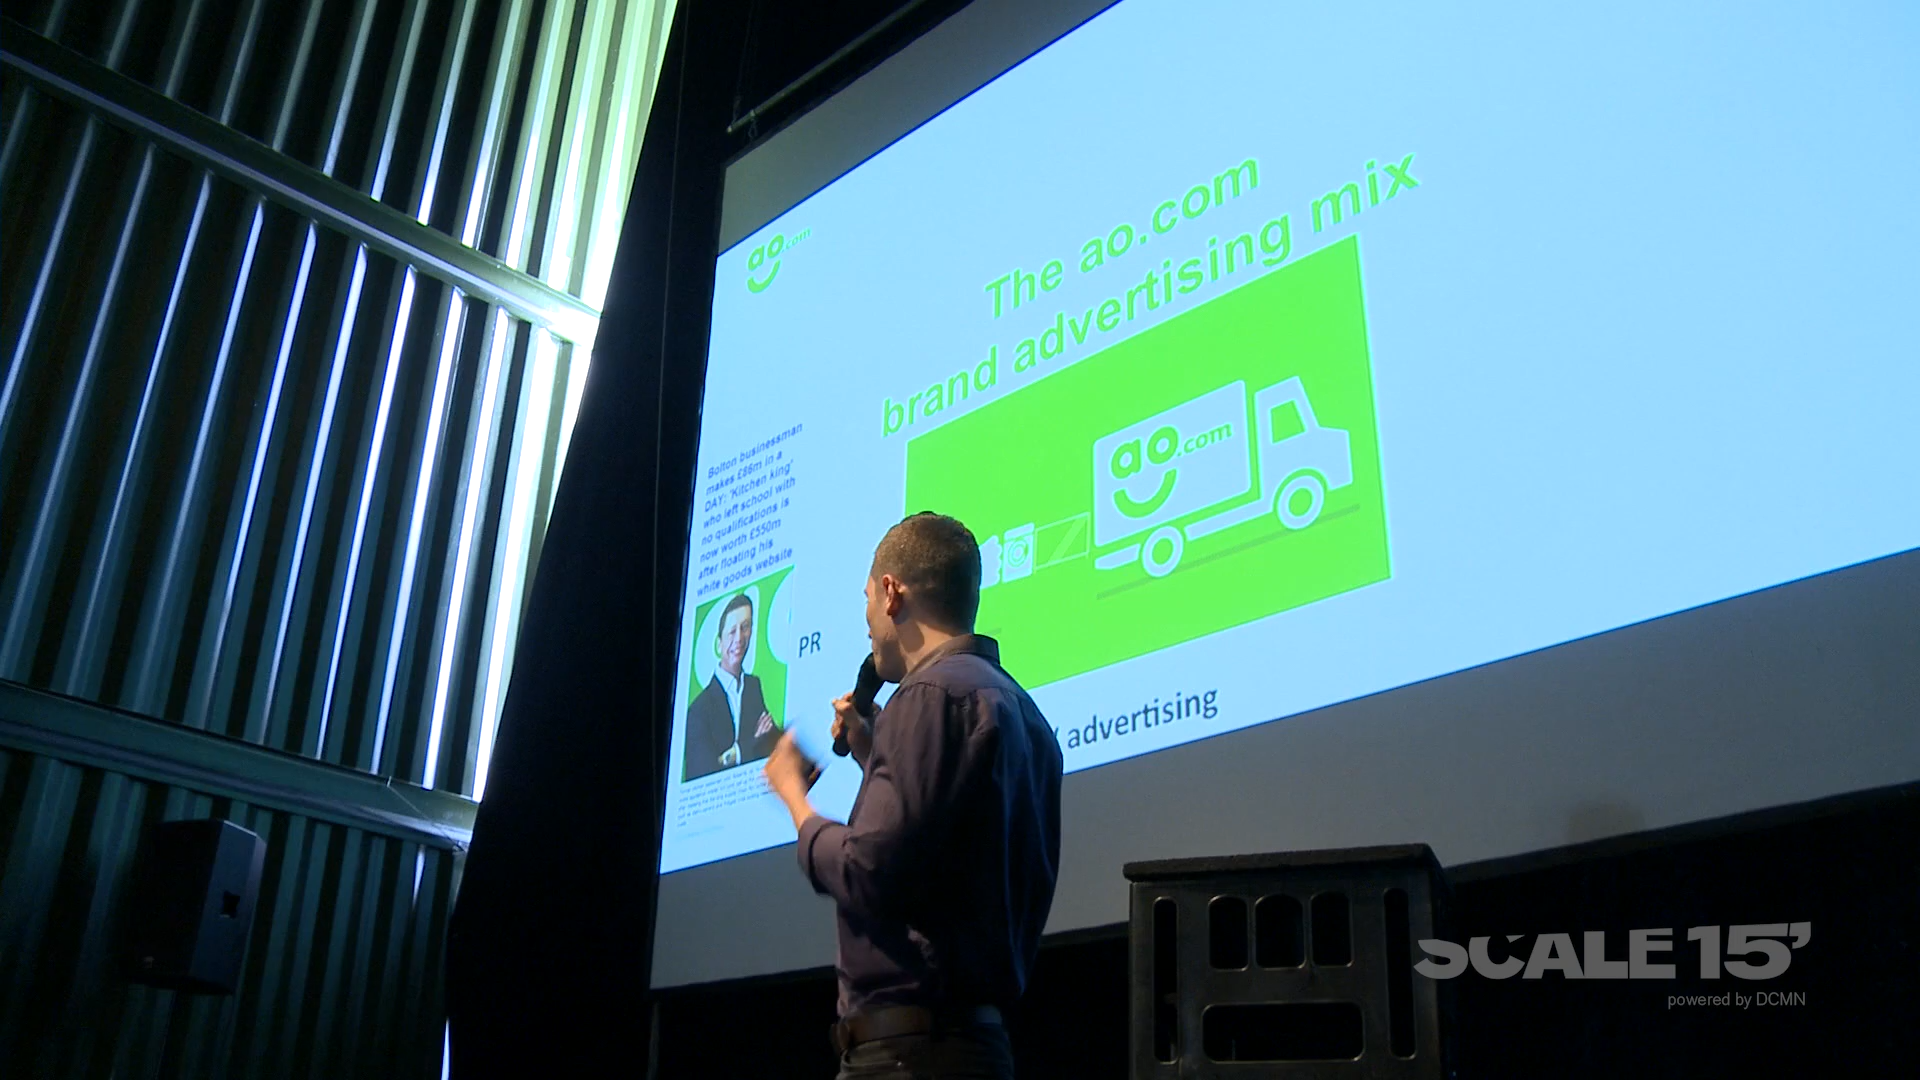 ao.com
The ao.com
brand advertising mix
Bolton businessman
makes £86m in a
DAY: 'Kitchen king'
who left school with
no qualifications is
now worth £550m
after floating his
white goods website
ao.com
PR
advertising
SCALE 15'
powered by DCMN